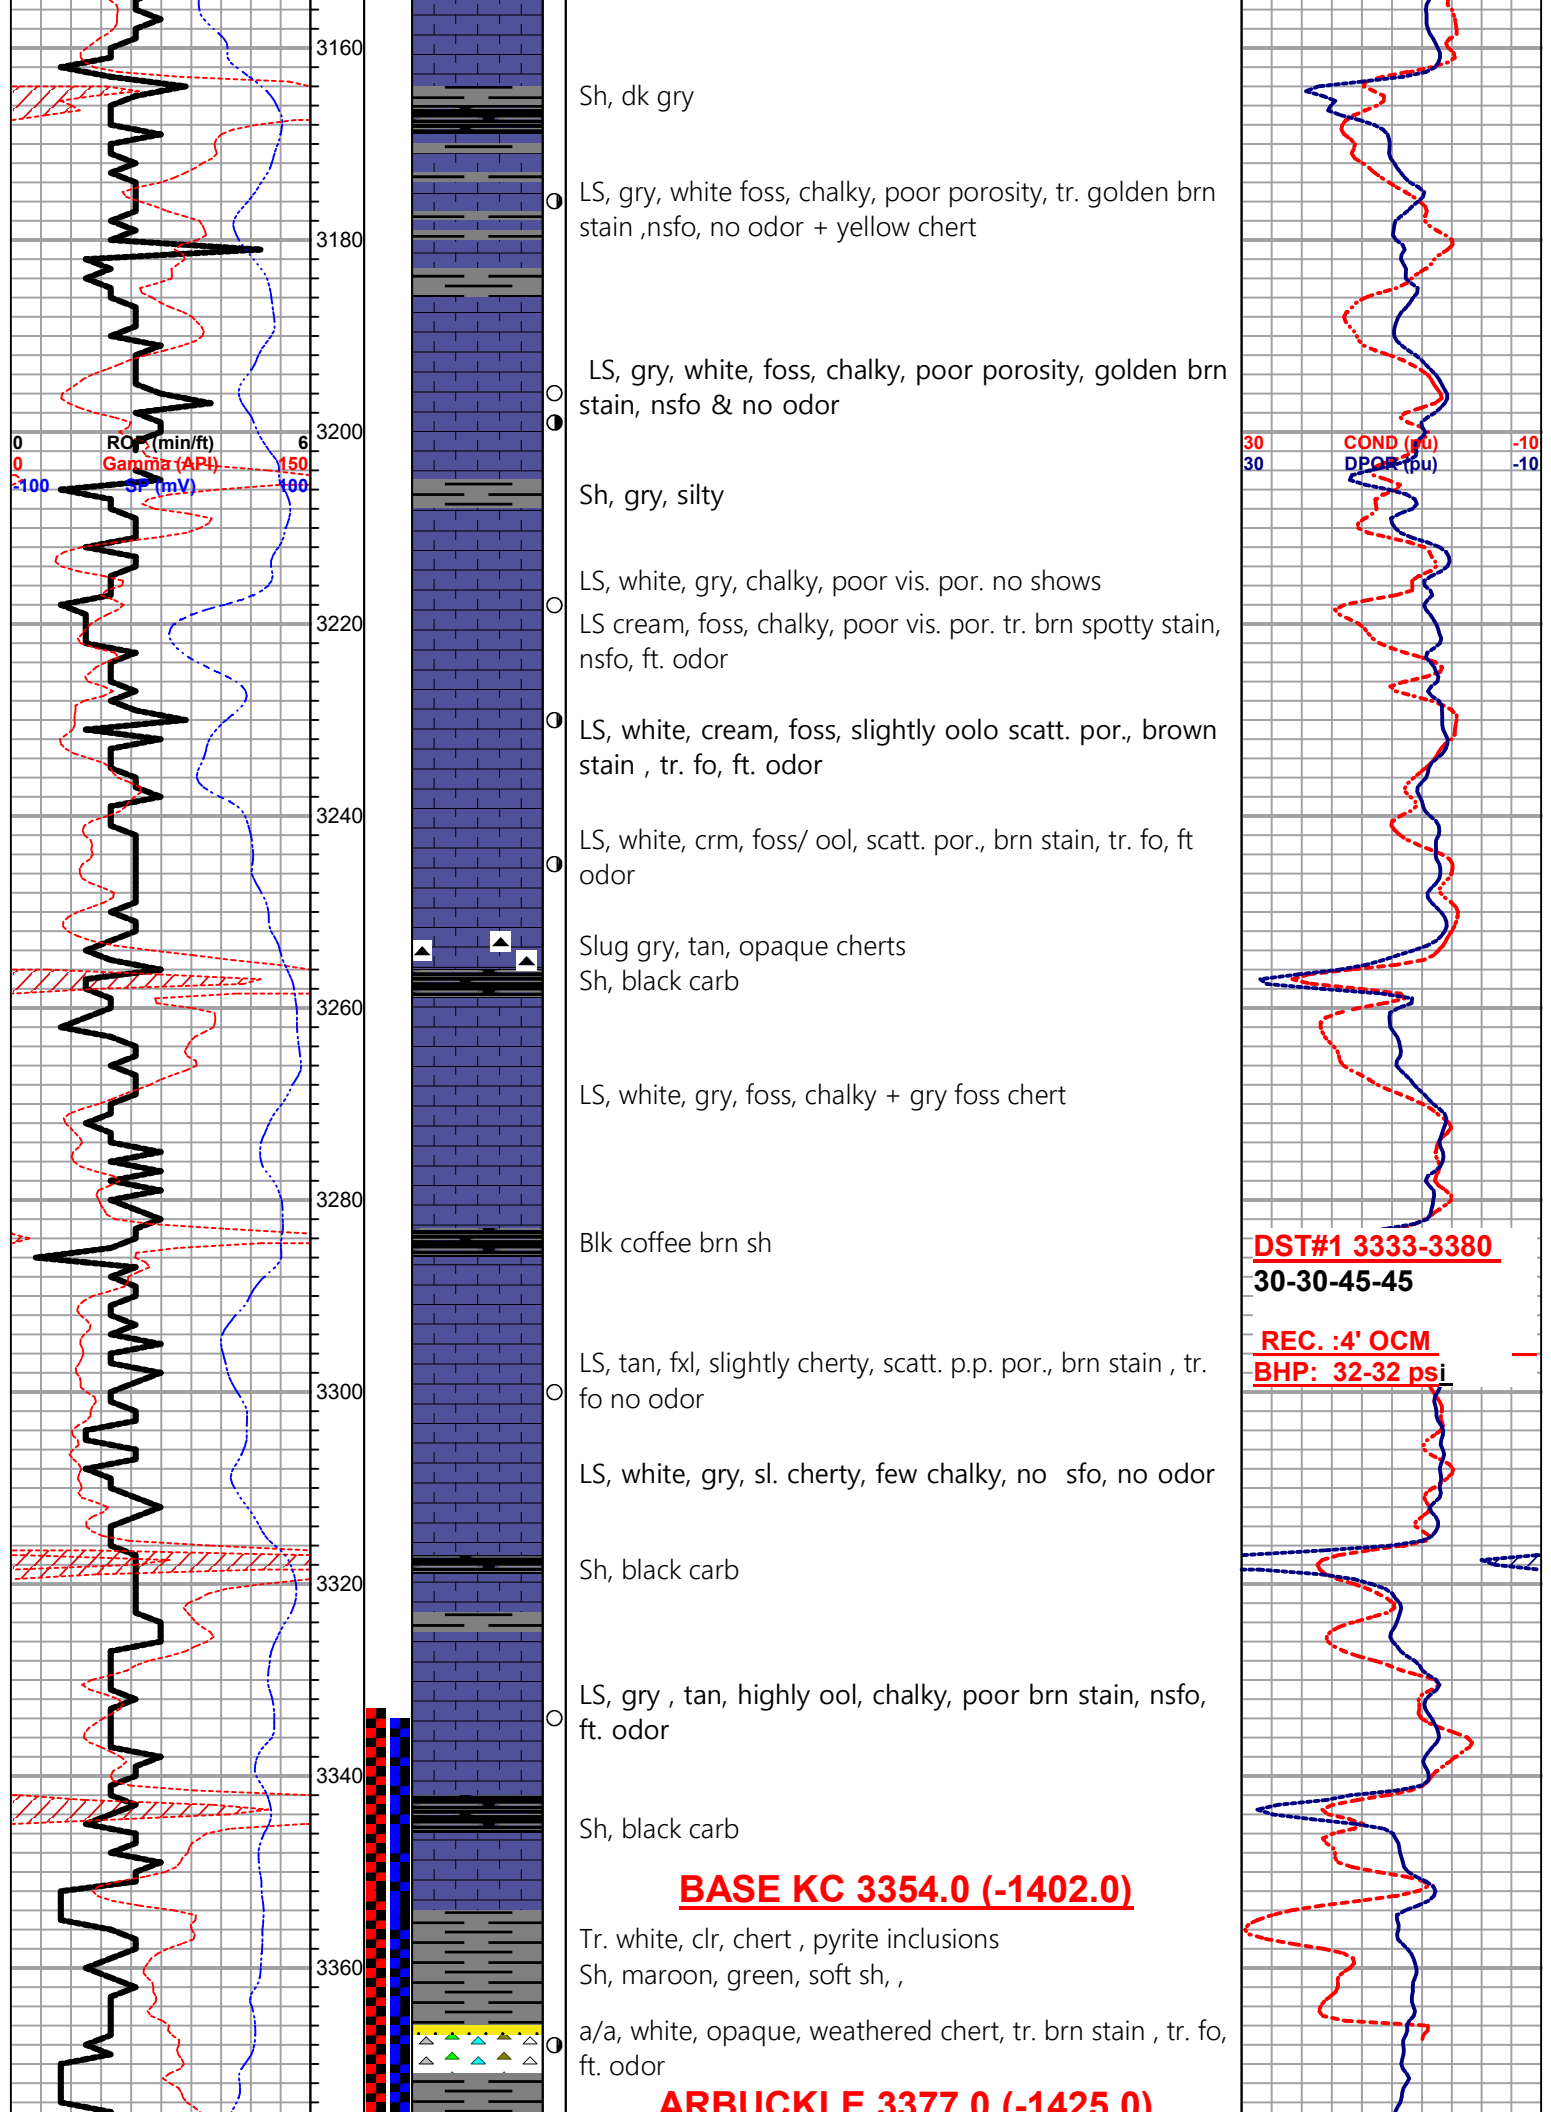 3160
Sh, dk gry
LS, gry, white foss, chalky, poor porosity, tr. golden brn
stain ,nsfo, no odor + yellow chert
3180
LS, gry, white, foss, chalky, poor porosity, golden brn
stain, nsfo & no odor
3200
0 ROP (min/ft) 6
0 Gamma (API) 150
-100 SP (mV) 100
30 COND (pu) -10
30 DPOR (pu) -10
Sh, gry, silty
LS, white, gry, chalky, poor vis. por. no shows
3220
LS cream, foss, chalky, poor vis. por. tr. brn spotty stain,
nsfo, ft. odor
LS, white, cream, foss, slightly oolo scatt. por., brown
stain , tr. fo, ft. odor
3240
LS, white, crm, foss/ ool, scatt. por., brn stain, tr. fo, ft
odor
Slug gry, tan, opaque cherts
Sh, black carb
3260
LS, white, gry, foss, chalky + gry foss chert
3280
Blk coffee brn sh
DST#1 3333-3380
30-30-45-45
REC. :4' OCM
BHP: 32-32 psi
LS, tan, fxl, slightly cherty, scatt. p.p. por., brn stain , tr.
fo no odor
3300
LS, white, gry, sl. cherty, few chalky, no sfo, no odor
Sh, black carb
3320
LS, gry , tan, highly ool, chalky, poor brn stain, nsfo,
ft. odor
3340
Sh, black carb
BASE KC 3354.0 (-1402.0)
Tr. white, clr, chert , pyrite inclusions
Sh, maroon, green, soft sh, ,
3360
a/a, white, opaque, weathered chert, tr. brn stain , tr. fo,
ft. odor
ARBUCKLE 3377.0 (-1425.0)